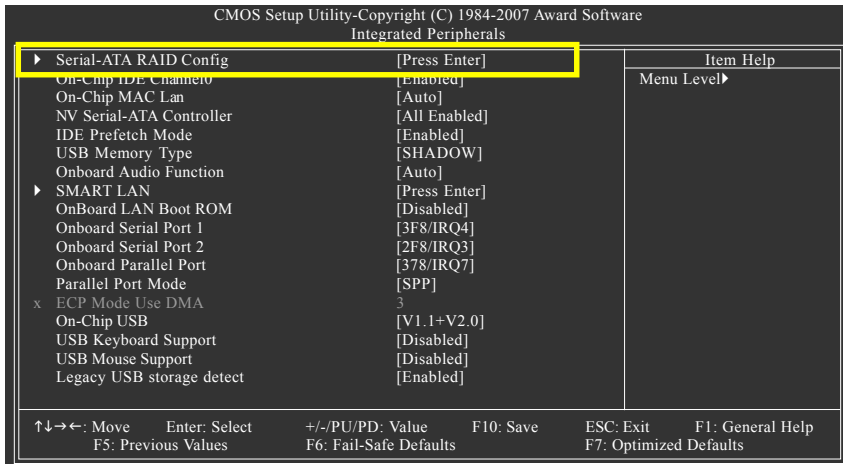 CMOS Setup Utility-Copyright (C) 1984-2007 Award Software
Integrated Peripherals
▶ Serial-ATA RAID Config [Press Enter] Item Help
On-Chip IDE Channel0 [Enabled] Menu Level▶
On-Chip MAC Lan [Auto]
NV Serial-ATA Controller [All Enabled]
IDE Prefetch Mode [Enabled]
USB Memory Type [SHADOW]
Onboard Audio Function [Auto]
▶ SMART LAN [Press Enter]
OnBoard LAN Boot ROM [Disabled]
Onboard Serial Port 1 [3F8/IRQ4]
Onboard Serial Port 2 [2F8/IRQ3]
Onboard Parallel Port [378/IRQ7]
Parallel Port Mode [SPP]
x ECP Mode Use DMA 3
On-Chip USB [V1.1+V2.0]
USB Keyboard Support [Disabled]
USB Mouse Support [Disabled]
Legacy USB storage detect [Enabled]
↑↓→←: Move Enter: Select +/-/PU/PD: Value F10: Save ESC: Exit F1: General Help
F5: Previous Values F6: Fail-Safe Defaults F7: Optimized Defaults